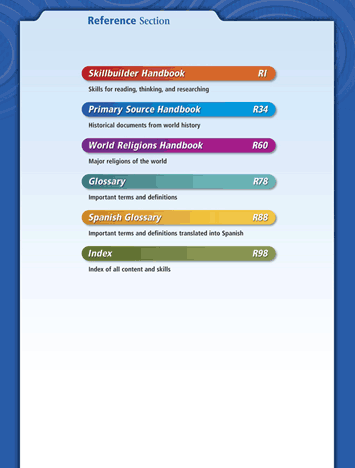 Reference Section
Skillbuilder Handbook R1
Skills for reading, thinking, and researching
Primary Source Handbook R34
Historical documents from world history
World Religions Handbook R60
Major religions of the world
Glossary R78
Important terms and definitions
Spanish Glossary R88
Important terms and definitions translated into Spanish
Index R98
Index of all content and skills